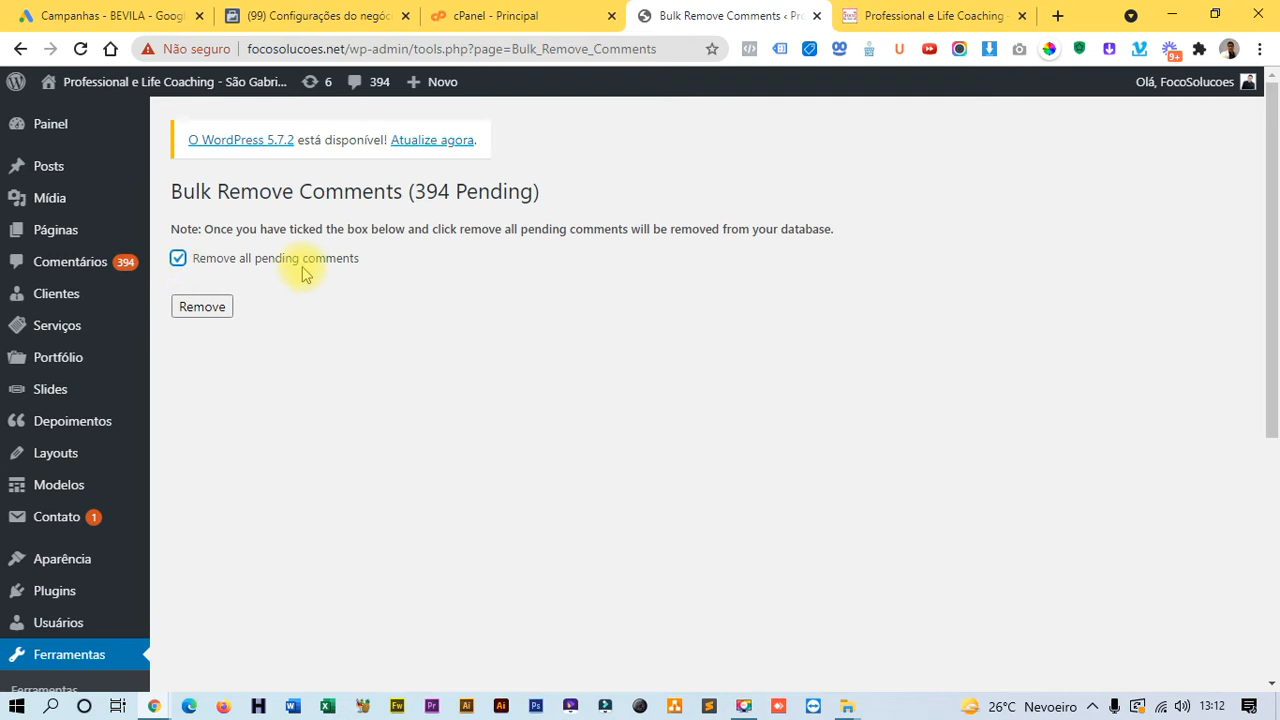 Campanhas - BEVILA - Googl
(99) Configurações do negóc
cPanel - Principal
Bulk Remove Comments ‹ Pro
Professional e Life Coaching -
Não seguro
focosolucoes.net/wp-admin/tools.php?page=Bulk_Remove_Comments
9+
Professional e Life Coaching - São Gabri...
6
394
Novo
Olá, FocoSolucoes
Painel
Posts
Mídia
Páginas
Comentários 394
Clientes
Serviços
Portfólio
Slides
Depoimentos
Layouts
Modelos
Contato 1
Aparência
Plugins
Usuários
Ferramentas
Ferramentas
O WordPress 5.7.2 está disponível! Atualize agora.
Bulk Remove Comments (394 Pending)
Note: Once you have ticked the box below and click remove all pending comments will be removed from your database.
Remove all pending comments
Remove
26°C Nevoeiro
13:12